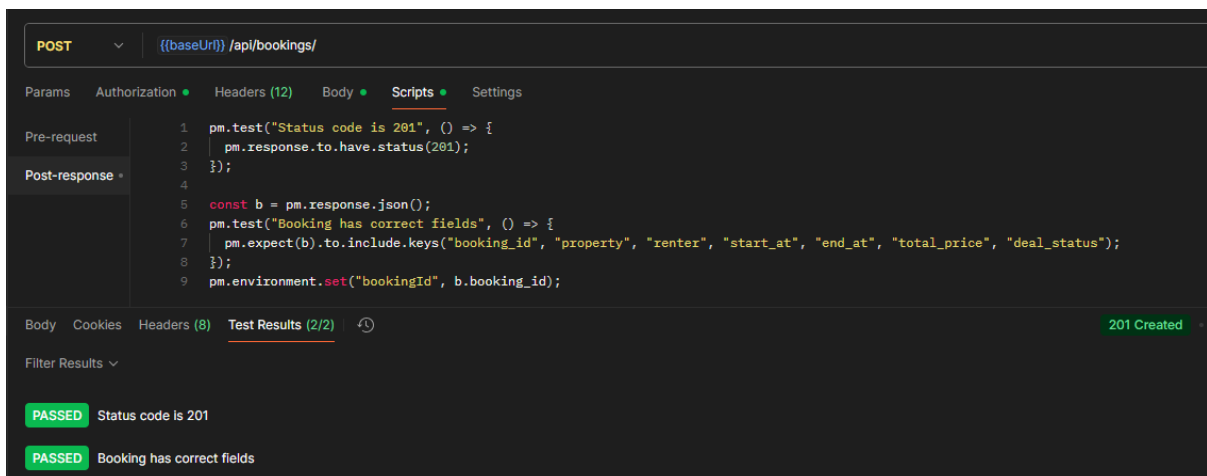 POST {{baseUrl}} /api/bookings/
Params Authorization Headers (12) Body Scripts Settings
Pre-request
Post-response
1 pm.test("Status code is 201", () => {
2 pm.response.to.have.status(201);
3 });
4
5 const b = pm.response.json();
6 pm.test("Booking has correct fields", () => {
7 pm.expect(b).to.include.keys("booking_id", "property", "renter", "start_at", "end_at", "total_price", "deal_status");
8 });
9 pm.environment.set("bookingId", b.booking_id);
Body Cookies Headers (8) Test Results (2/2) 201 Created
Filter Results
PASSED Status code is 201
PASSED Booking has correct fields